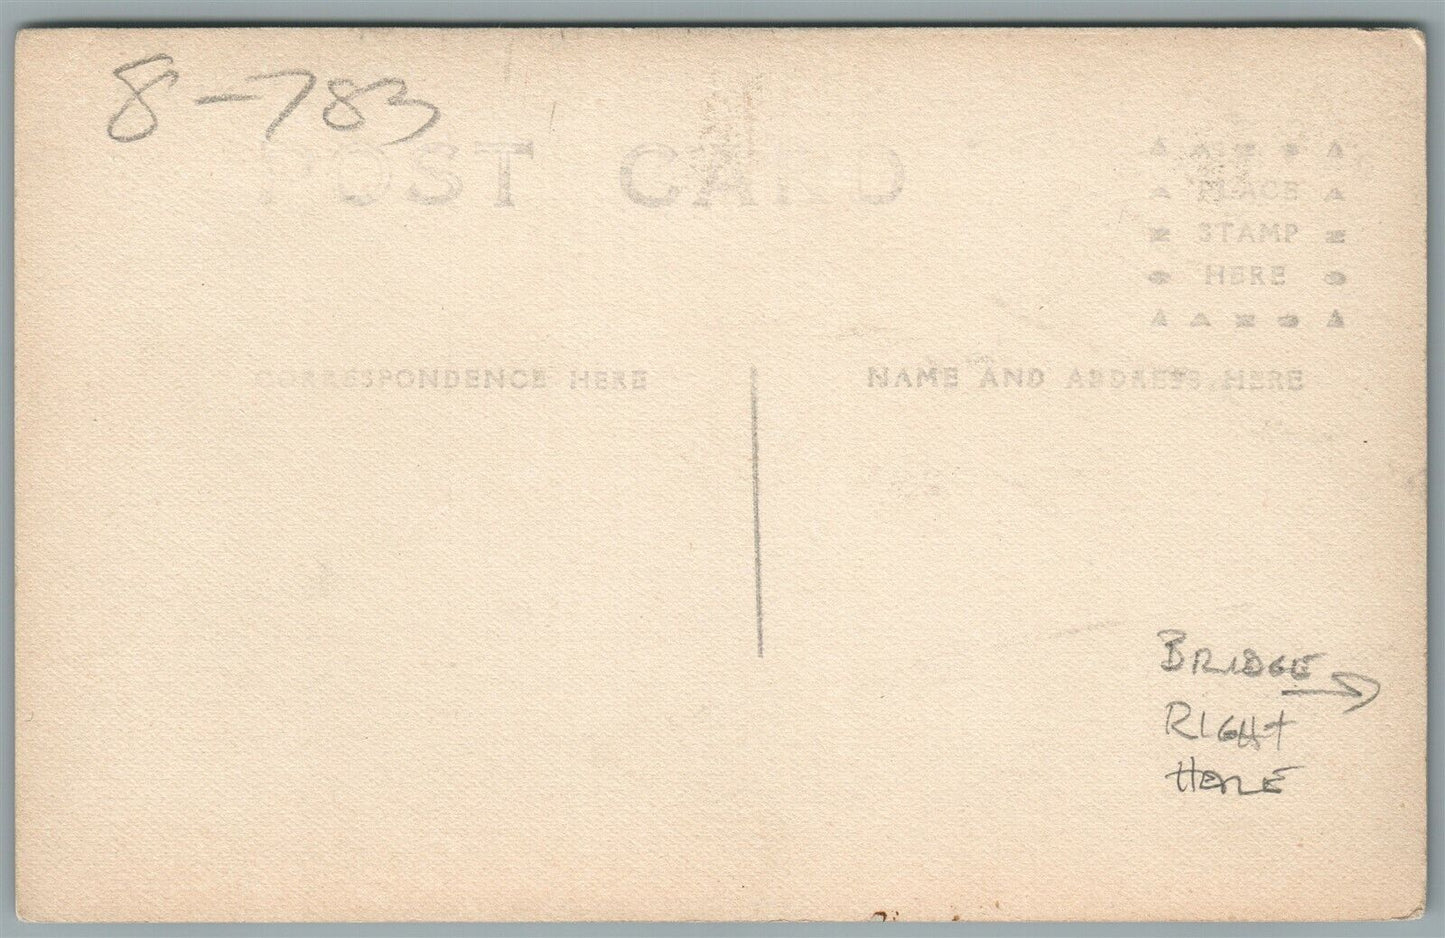 8-783
POST CARD
PLACE
STAMP
HERE
CORRESPONDENCE HERE
NAME AND ADDRESS HERE
BRIDGE →
RIGHT
HERE